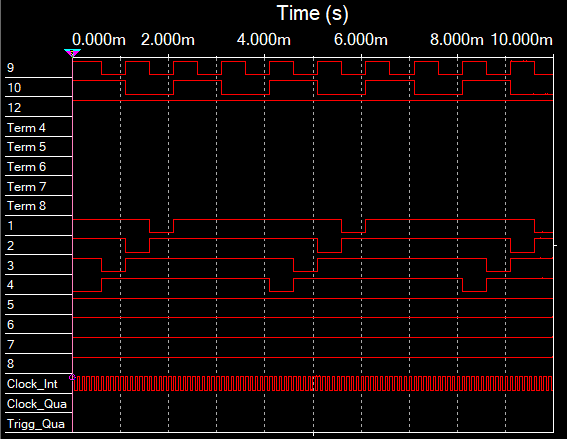 Time (s)
0.000m 2.000m 4.000m 6.000m 8.000m 10.000m
9
10
12
Term 4
Term 5
Term 6
Term 7
Term 8
1
2
3
4
5
6
7
8
Clock_Int
Clock_Qua
Trigg_Qua